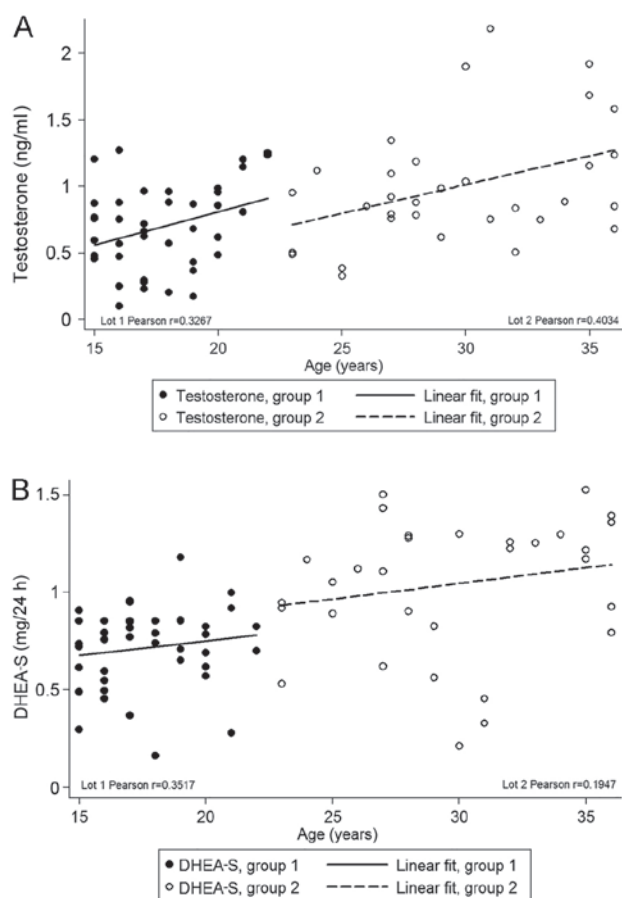 A
Testosterone (ng/ml)
2
1.5
1
0.5
0
Lot 1 Pearson r=0.3267
Lot 2 Pearson r=0.4034
15 20 25 30 35
Age (years)
Testosterone, group 1 Linear fit, group 1
Testosterone, group 2 Linear fit, group 2
B
DHEA-S (mg/24 h)
1.5
1
0.5
0
Lot 1 Pearson r=0.3517
Lot 2 Pearson r=0.1947
15 20 25 30 35
Age (years)
DHEA-S, group 1 Linear fit, group 1
DHEA-S, group 2 Linear fit, group 2